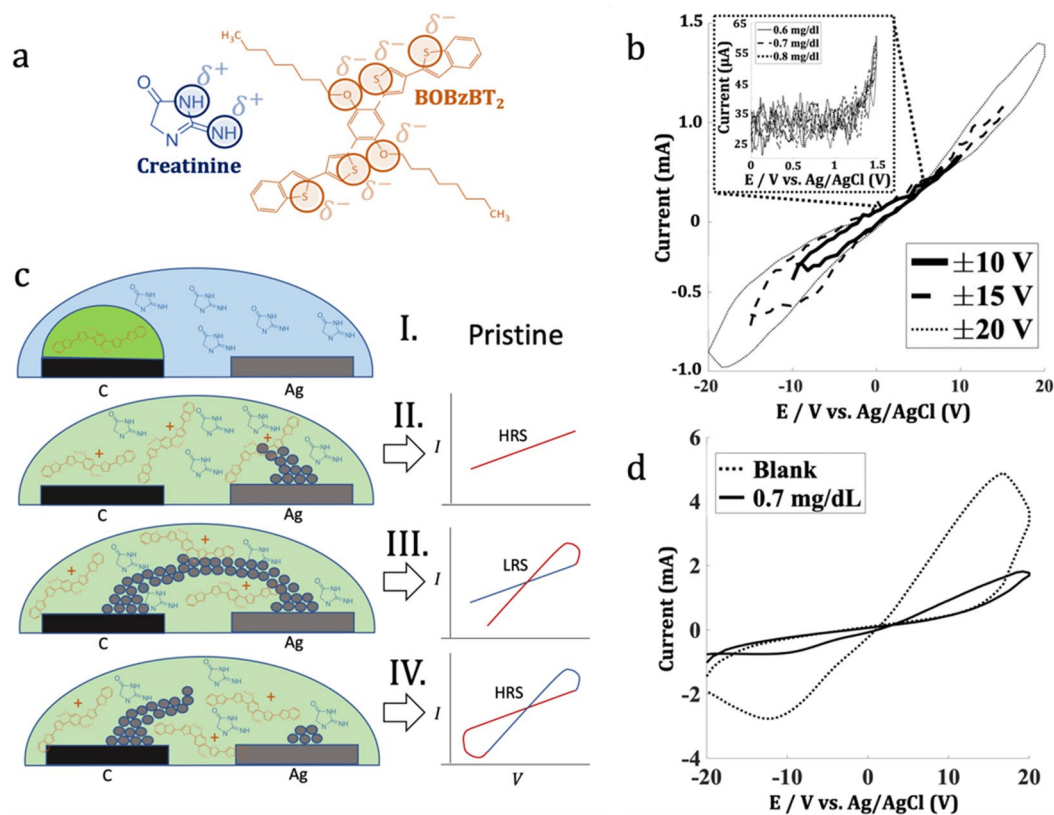 a
O
NH
δ+
δ+
N
NH
Creatinine
H₃C
δ−
δ−
δ−
S
S
O
BOBzBT₂
δ−
O
S
S
δ−
δ−
CH₃
b
1.5
1.0
0.5
0
-0.5
-1.0
Current (mA)
65
55
45
35
25
Current (μA)
0.6 mg/dl
0.7 mg/dl
0.8 mg/dl
0 0.5 1 1.5
E / V vs. Ag/AgCl (V)
±10 V
±15 V
±20 V
-20 -10 0 10 20
E / V vs. Ag/AgCl (V)
c
I.
Pristine
C
Ag
II.
I
HRS
C
Ag
III.
I
LRS
C
Ag
IV.
I
HRS
C
Ag
V
d
Blank
0.7 mg/dL
6
4
2
0
-2
-4
Current (mA)
-20 -10 0 10 20
E / V vs. Ag/AgCl (V)